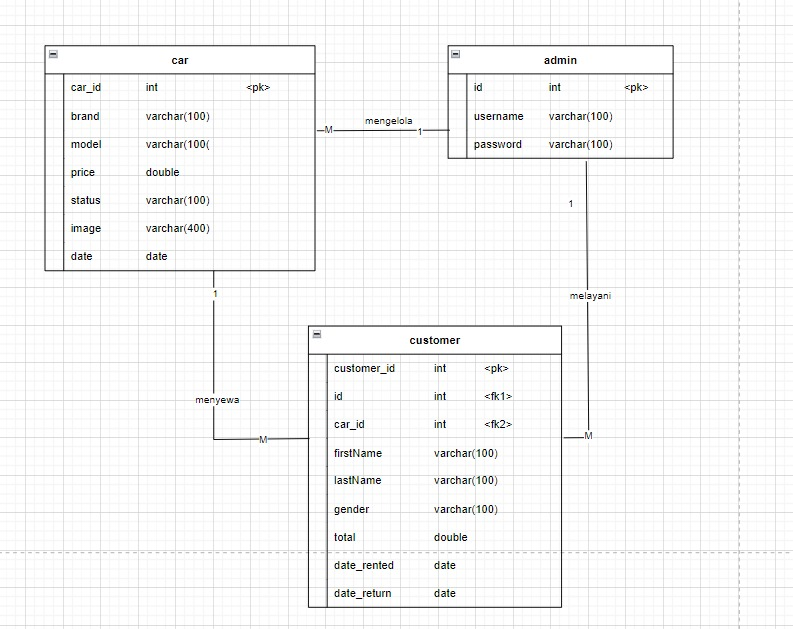 car
car_id int <pk>
brand varchar(100)
model varchar(100(
price double
status varchar(100)
image varchar(400)
date date
admin
id int <pk>
username varchar(100)
password varchar(100)
M mengelola 1
1
melayani
M
1
menyewa
M
customer
customer_id int <pk>
id int <fk1>
car_id int <fk2>
firstName varchar(100)
lastName varchar(100)
gender varchar(100)
total double
date_rented date
date_return date